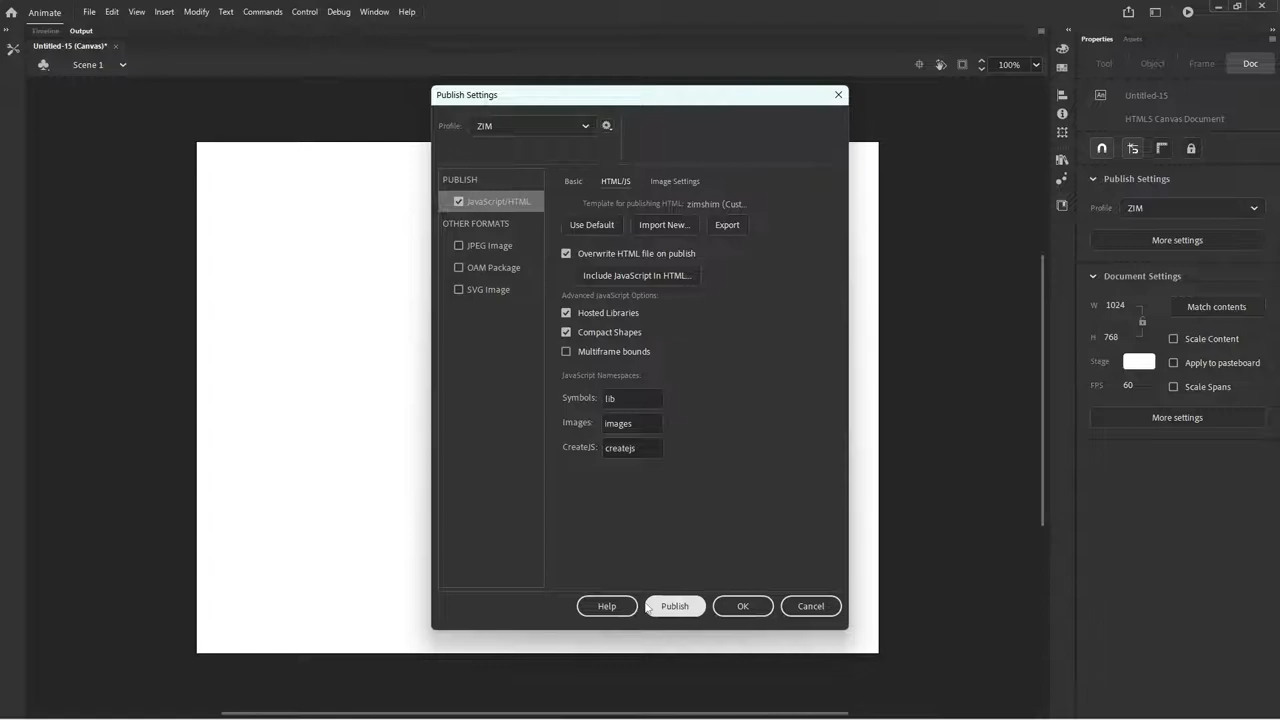 Animate File Edit View Insert Modify Text Commands Control Debug Window Help
Timeline Output
Untitled-15 (Canvas)*
Scene 1
100%
Publish Settings
Profile: ZIM
PUBLISH
JavaScript/HTML
OTHER FORMATS
JPEG Image
OAM Package
SVG Image
Basic HTML/JS Image Settings
Template for publishing HTML: zimshim (Cust...
Use Default Import New... Export
Overwrite HTML file on publish
Include JavaScript In HTML...
Advanced JavaScript Options:
Hosted Libraries
Compact Shapes
Multiframe bounds
JavaScript Namespaces:
Symbols: lib
Images: images
CreateJS: createjs
Help Publish OK Cancel
Properties Assets
Tool Object Frame Doc
An Untitled-15
HTML5 Canvas Document
Publish Settings
Profile ZIM
More settings
Document Settings
W 1024 Match contents
H 768 Scale Content
Stage Apply to pasteboard
FPS 60 Scale Spans
More settings